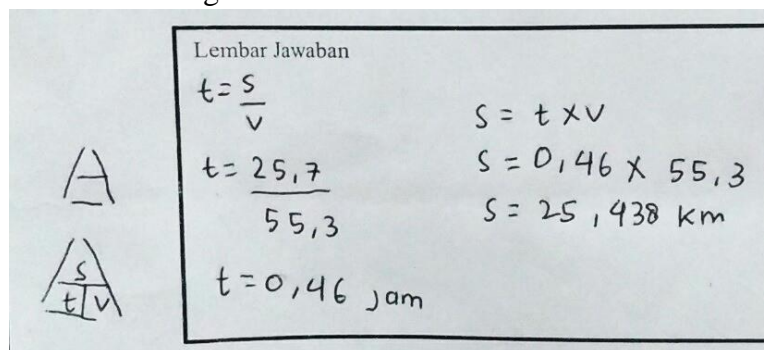 Lembar Jawaban
t = s
v
t = 25,7
55,3
t = 0,46 jam
s = t x v
s = 0,46 x 55,3
s = 25,438 km
A
s
t v